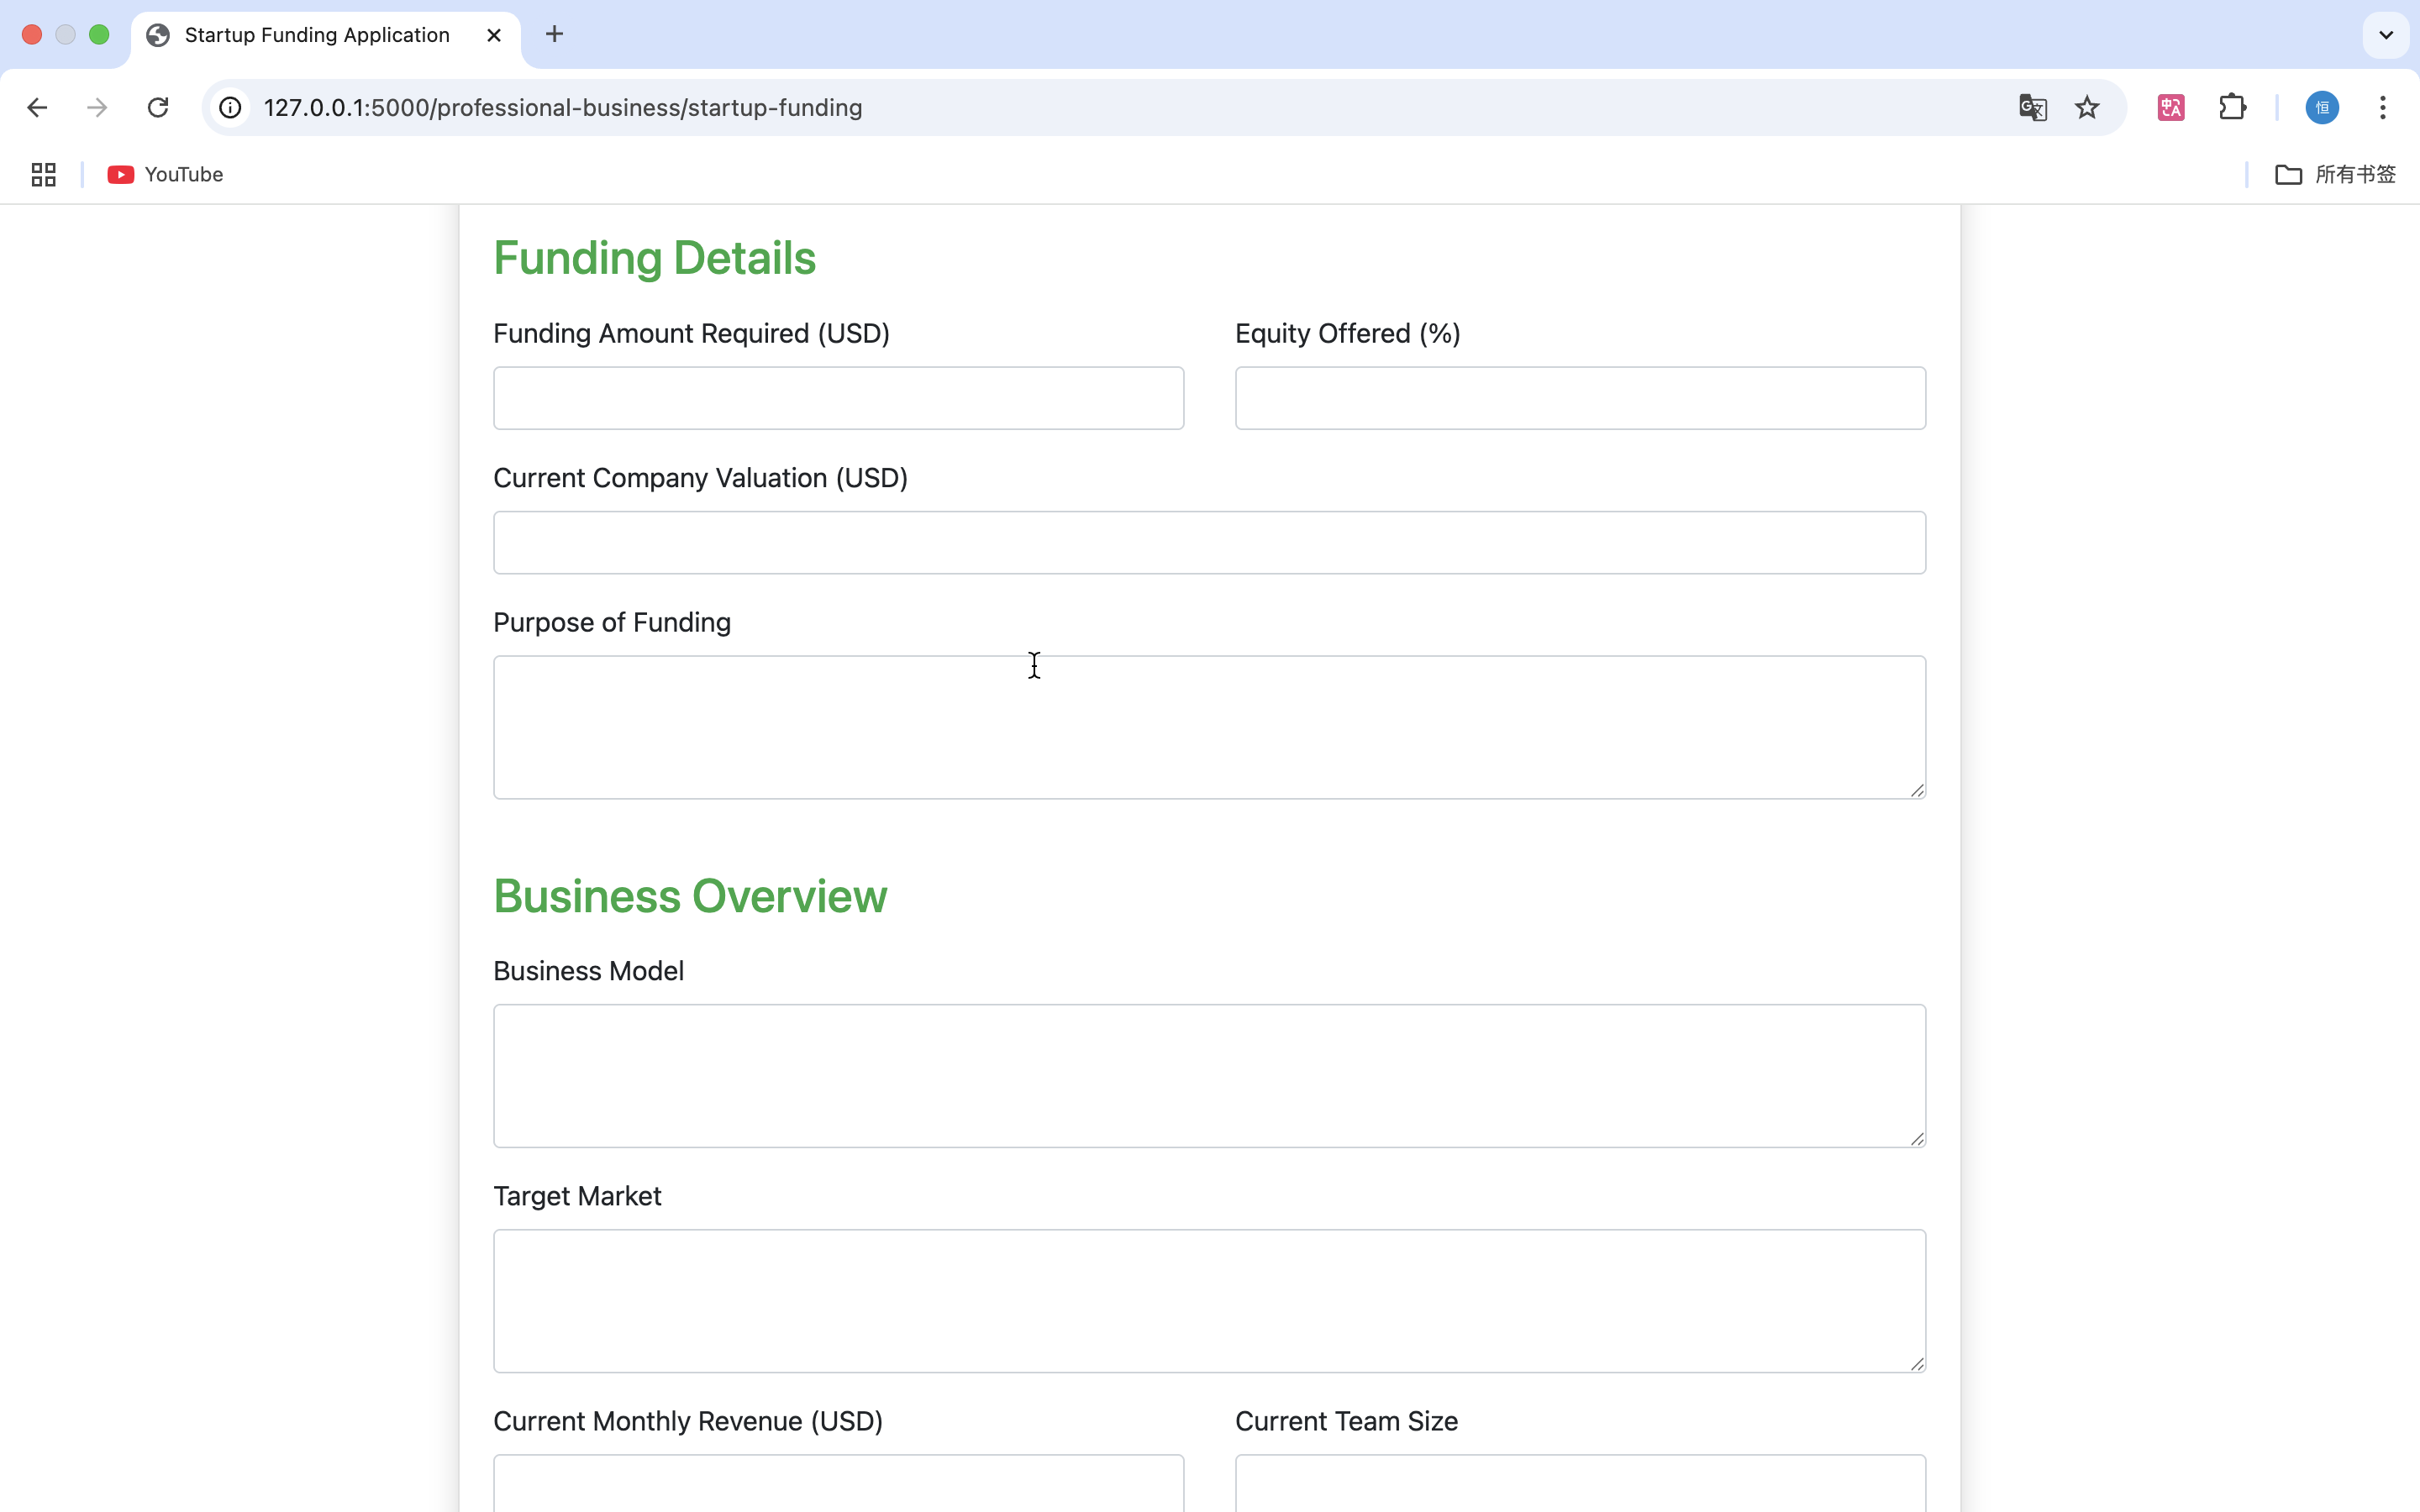 Startup Funding Application
127.0.0.1:5000/professional-business/startup-funding
恒
YouTube
所有书签
Funding Details
Funding Amount Required (USD)
Equity Offered (%)
Current Company Valuation (USD)
Purpose of Funding
Business Overview
Business Model
Target Market
Current Monthly Revenue (USD)
Current Team Size